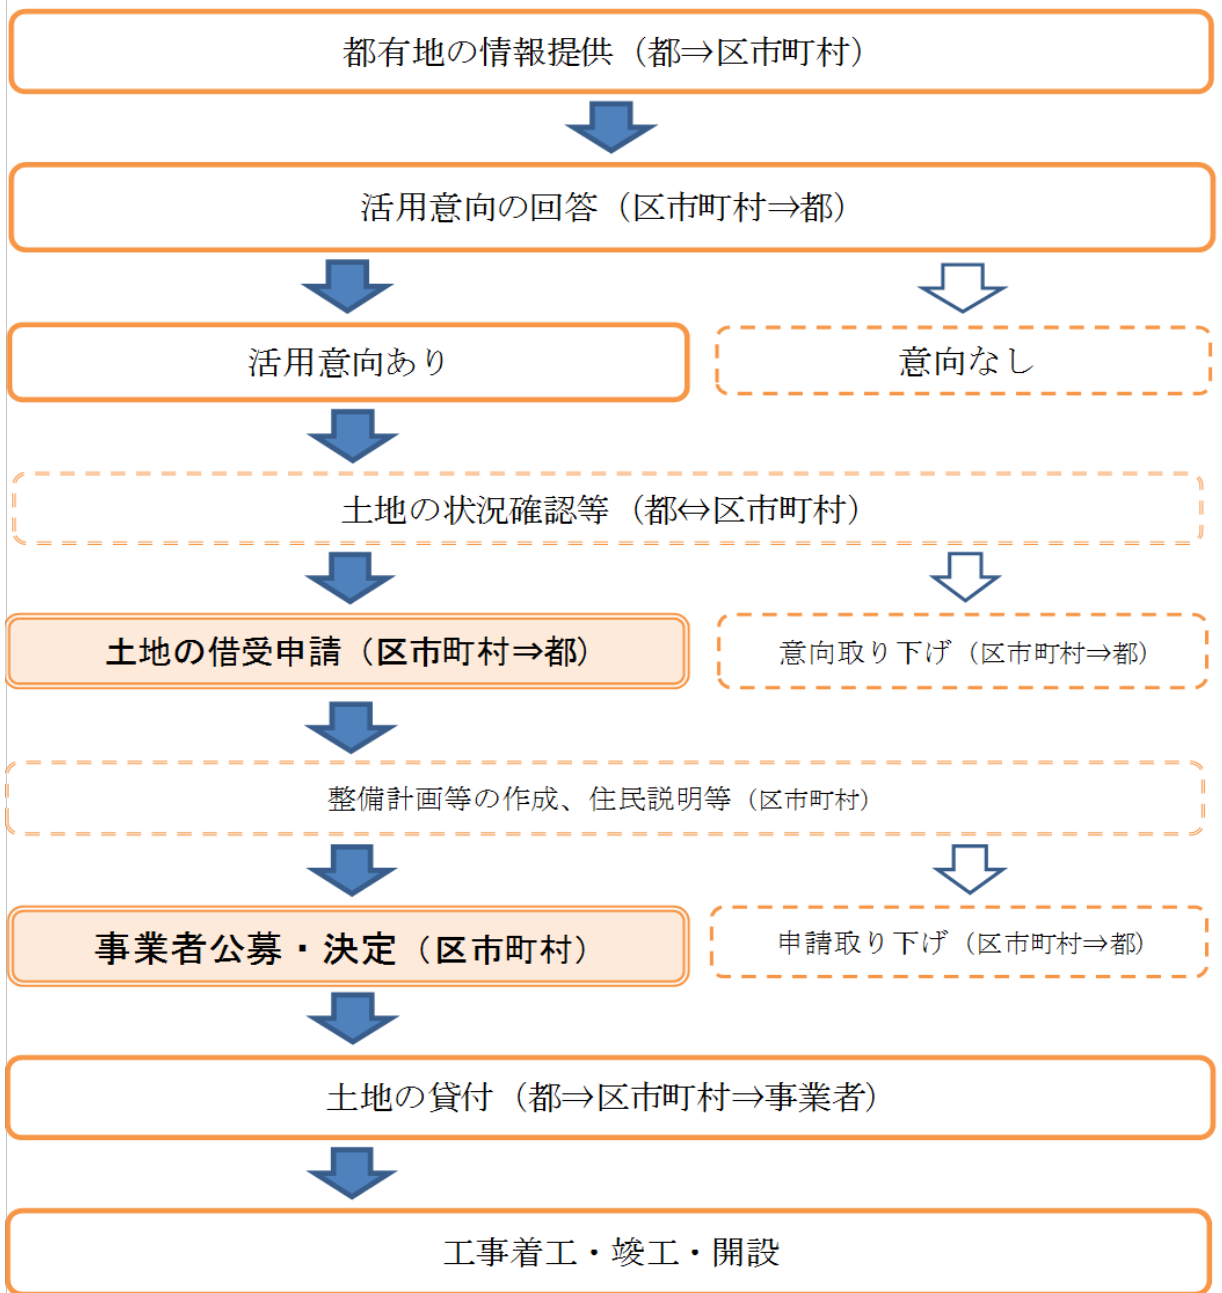 都有地の情報提供（都⇒区市町村）
活用意向の回答（区市町村⇒都）
活用意向あり
意向なし
土地の状況確認等（都⇔区市町村）
土地の借受申請（区市町村⇒都）
意向取り下げ（区市町村⇒都）
整備計画等の作成、住民説明等（区市町村）
事業者公募・決定（区市町村）
申請取り下げ（区市町村⇒都）
土地の貸付（都⇒区市町村⇒事業者）
工事着工・竣工・開設